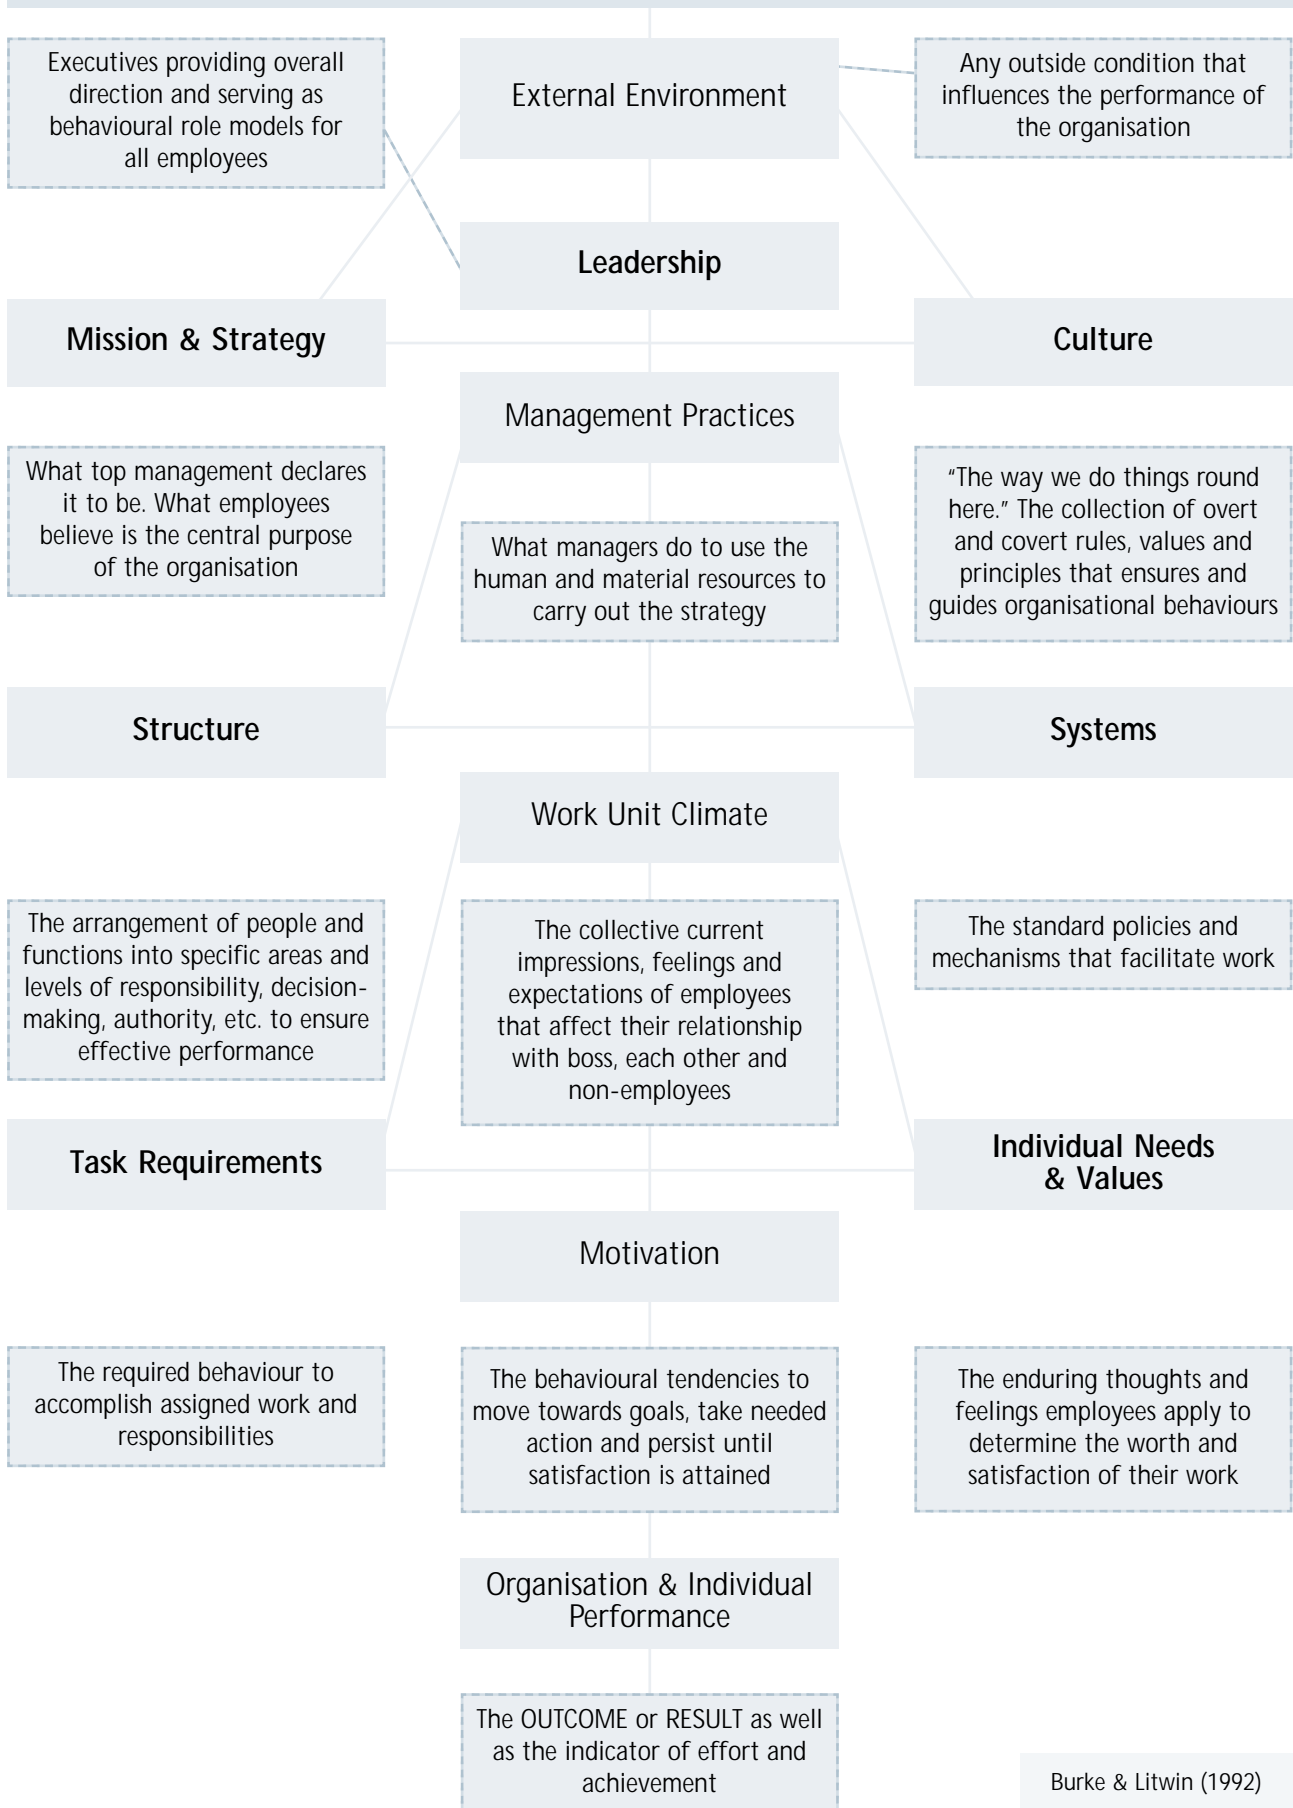 Executives providing overall
direction and serving as
behavioural role models for
all employees
External Environment
Any outside condition that
influences the performance of
the organisation
Leadership
Mission & Strategy
Culture
Management Practices
What top management declares
it to be. What employees
believe is the central purpose
of the organisation
What managers do to use the
human and material resources to
carry out the strategy
“The way we do things round
here.” The collection of overt
and covert rules, values and
principles that ensures and
guides organisational behaviours
Structure
Systems
Work Unit Climate
The arrangement of people and
functions into specific areas and
levels of responsibility, decision-
making, authority, etc. to ensure
effective performance
The collective current
impressions, feelings and
expectations of employees
that affect their relationship
with boss, each other and
non-employees
The standard policies and
mechanisms that facilitate work
Task Requirements
Individual Needs
& Values
Motivation
The required behaviour to
accomplish assigned work and
responsibilities
The behavioural tendencies to
move towards goals, take needed
action and persist until
satisfaction is attained
The enduring thoughts and
feelings employees apply to
determine the worth and
satisfaction of their work
Organisation & Individual
Performance
The OUTCOME or RESULT as well
as the indicator of effort and
achievement
Burke & Litwin (1992)